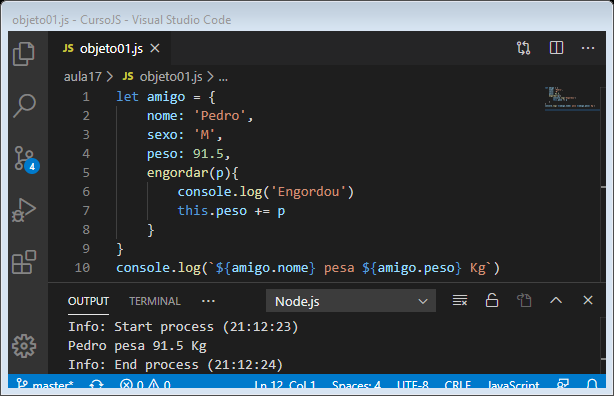 objeto01.js - CursoJS - Visual Studio Code
JS objeto01.js
aula17 > JS objeto01.js > ...
1 let amigo = {
2 nome: 'Pedro',
3 sexo: 'M',
4 peso: 91.5,
5 engordar(p){
6 console.log('Engordou')
7 this.peso += p
8 }
9 }
10 console.log(`${amigo.nome} pesa ${amigo.peso} Kg`)
4
OUTPUT TERMINAL ... Node.js
Info: Start process (21:12:23)
Pedro pesa 91.5 Kg
Info: End process (21:12:24)
master* 0 0 Ln 12, Col 1 Spaces: 4 UTF-8 CRLF JavaScript